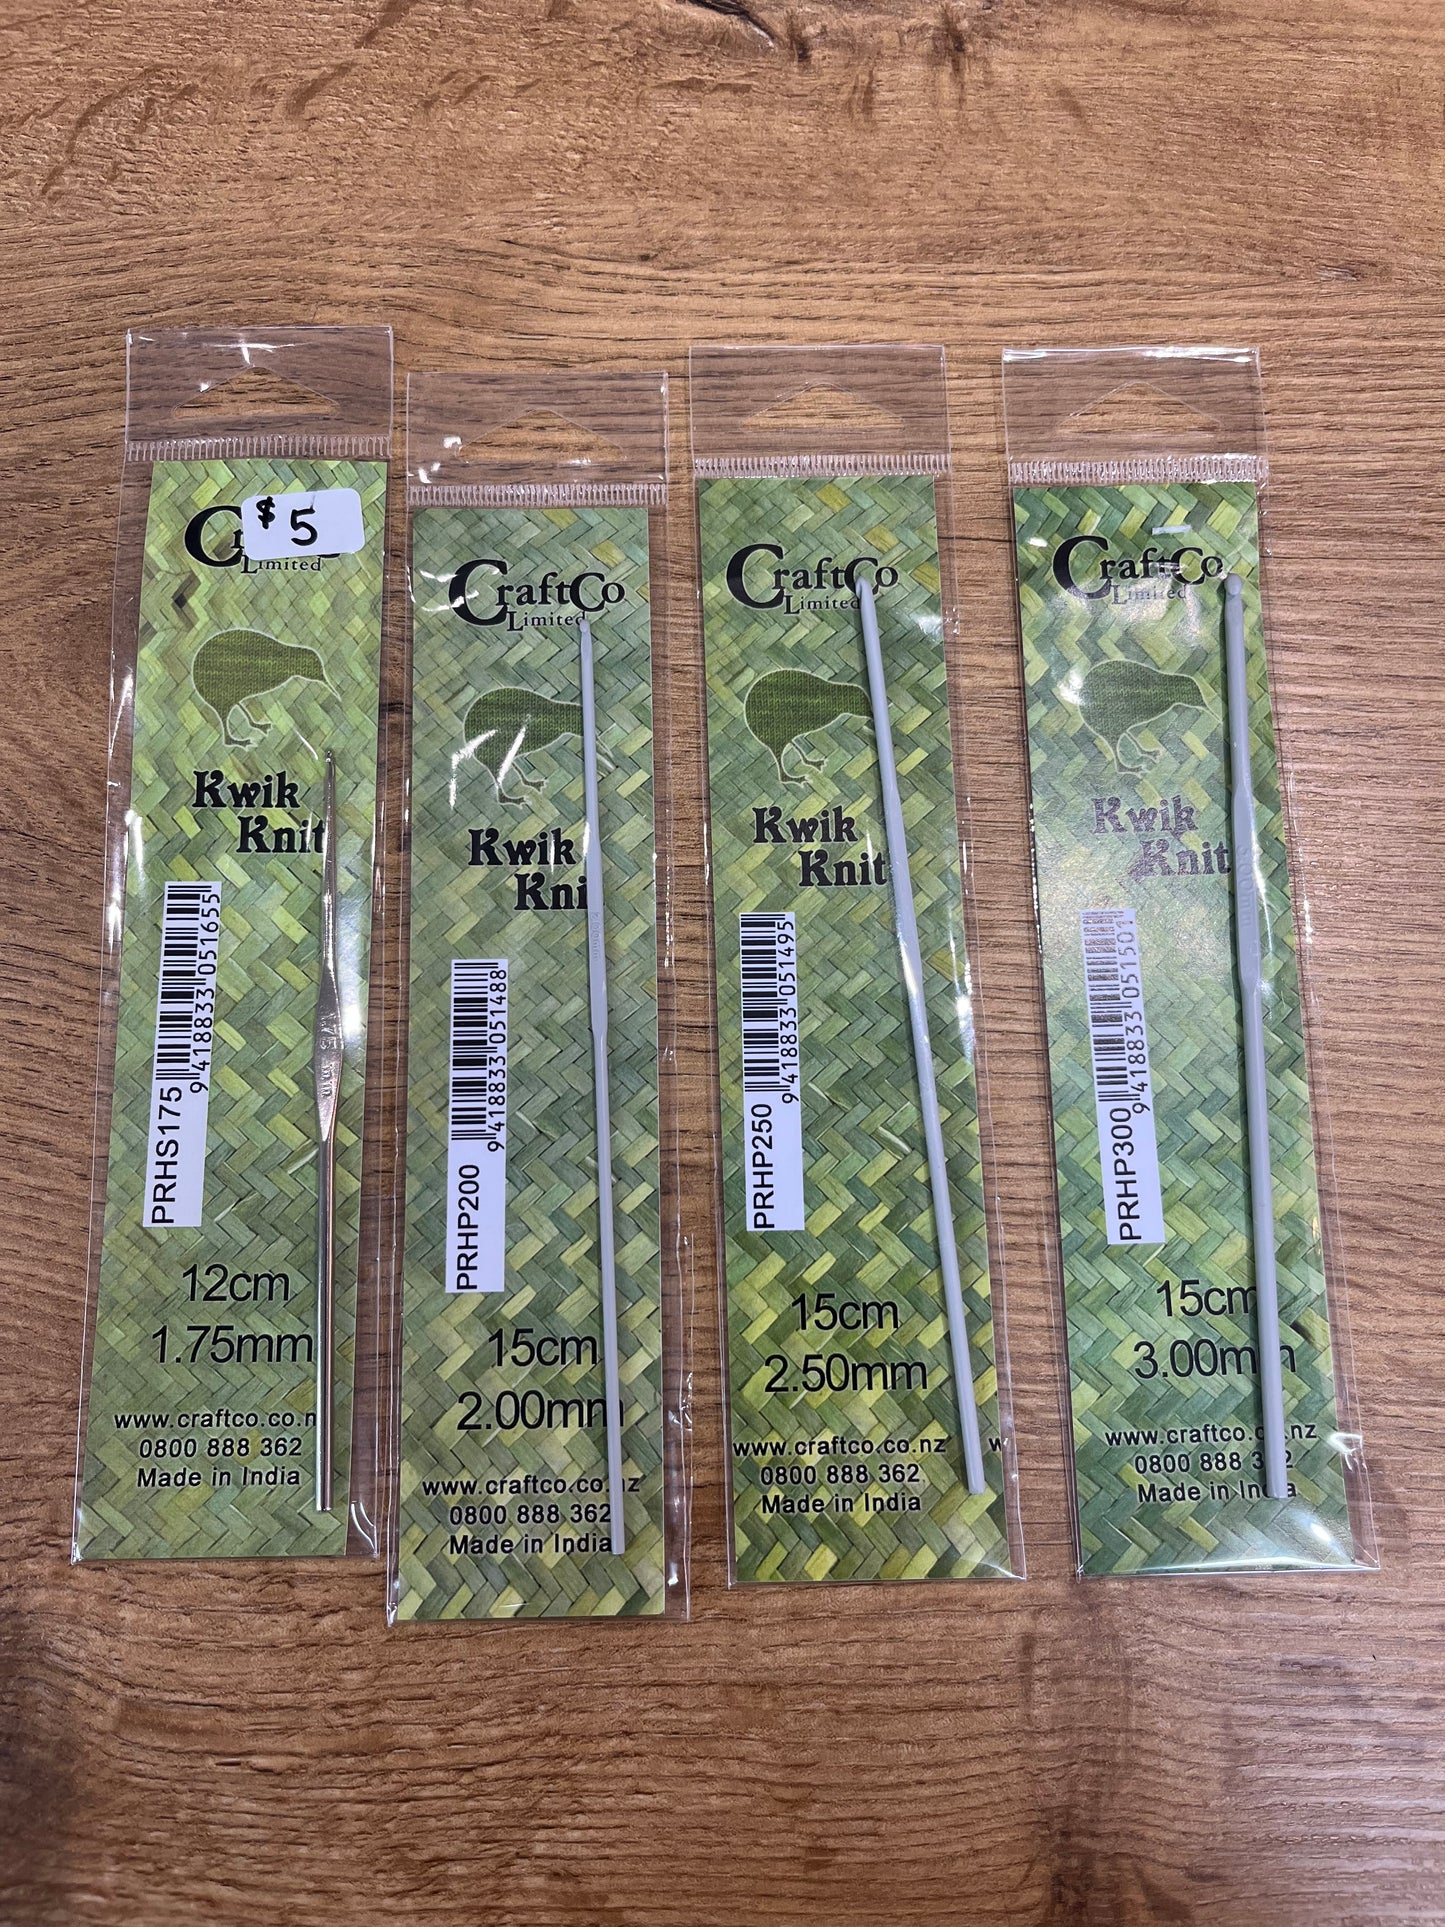 $5
Limited
Kwik
Knit
9 418833 051655
PRHS175
12cm
1.75mm
www.craftco.co.n
0800 888 362
Made in India
CraftCo
Limited
Kwik
Kni
2.00mm
9 418833 051488
PRHP200
15cm
2.00mm
www.craftco.co.nz
0800 888 362
Made in India
CraftCo
Limited
Kwik
Knit
9 418833 051495
PRHP250
15cm
2.50mm
www.craftco.co.nz
0800 888 362
Made in India
CraftCo
Limited
Kwik
Knit
3.00mm
9 418833 051501
PRHP300
15cm
3.00mm
www.craftco.co.nz
0800 888 362
Made in India